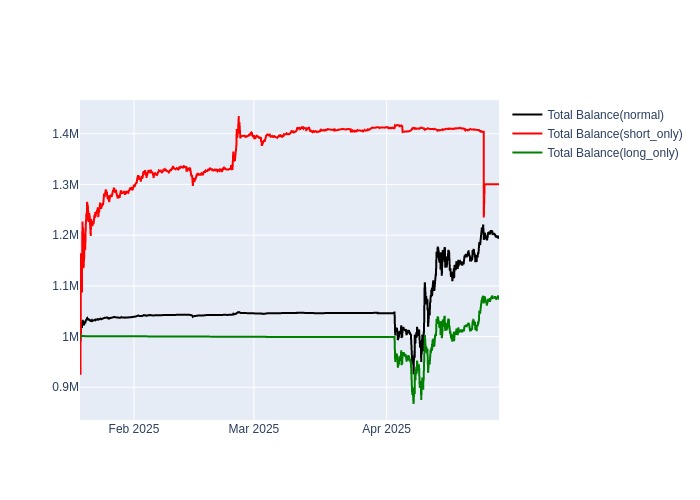 Total Balance(normal)
Total Balance(short_only)
Total Balance(long_only)
1.4M
1.3M
1.2M
1.1M
1M
0.9M
Feb 2025
Mar 2025
Apr 2025